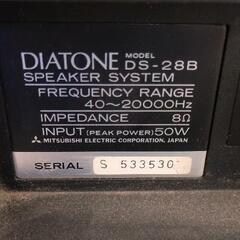 DIATONE MODEL DS-28B
SPEAKER SYSTEM
FREQUENCY RANGE
40~20000Hz
IMPEDANCE 8Ω
INPUT (PEAK POWER) 50W
MITSUBISHI ELECTRIC CORPORATION, JAPAN
SERIAL S 533530